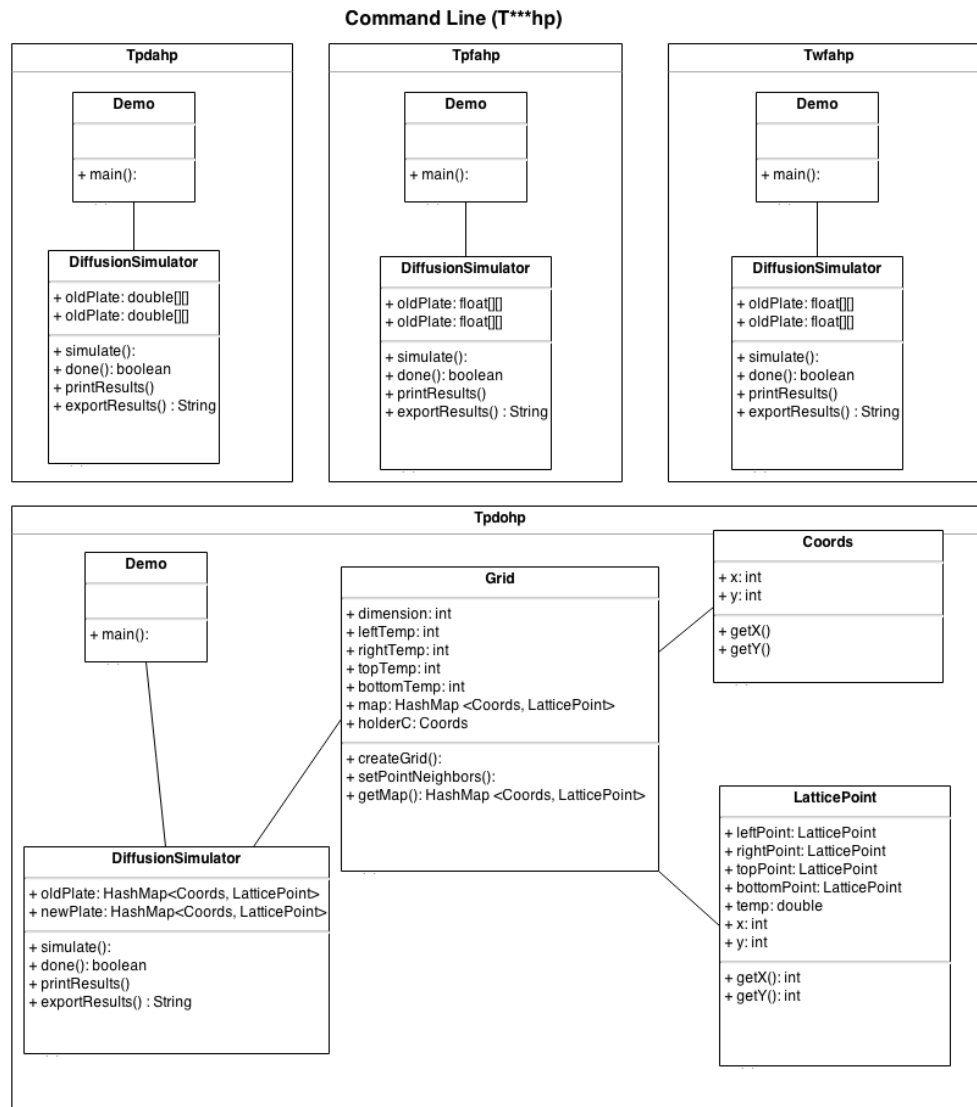 Command Line (T***hp)
Tpdahp
Demo
+ main():
DiffusionSimulator
+ oldPlate: double[][]
+ oldPlate: double[][]
+ simulate():
+ done(): boolean
+ printResults()
+ exportResults() : String
Tpfahp
Demo
+ main():
DiffusionSimulator
+ oldPlate: float[][]
+ oldPlate: float[][]
+ simulate():
+ done(): boolean
+ printResults()
+ exportResults() : String
Twfahp
Demo
+ main():
DiffusionSimulator
+ oldPlate: float[][]
+ oldPlate: float[][]
+ simulate():
+ done(): boolean
+ printResults()
+ exportResults() : String
Tpdohp
Demo
+ main():
DiffusionSimulator
+ oldPlate: HashMap<Coords, LatticePoint>
+ newPlate: HashMap<Coords, LatticePoint>
+ simulate():
+ done(): boolean
+ printResults()
+ exportResults() : String
Grid
+ dimension: int
+ leftTemp: int
+ rightTemp: int
+ topTemp: int
+ bottomTemp: int
+ map: HashMap <Coords, LatticePoint>
+ holderC: Coords
+ createGrid():
+ setPointNeighbors():
+ getMap(): HashMap <Coords, LatticePoint>
Coords
+ x: int
+ y: int
+ getX()
+ getY()
LatticePoint
+ leftPoint: LatticePoint
+ rightPoint: LatticePoint
+ topPoint: LatticePoint
+ bottomPoint: LatticePoint
+ temp: double
+ x: int
+ y: int
+ getX(): int
+ getY(): int